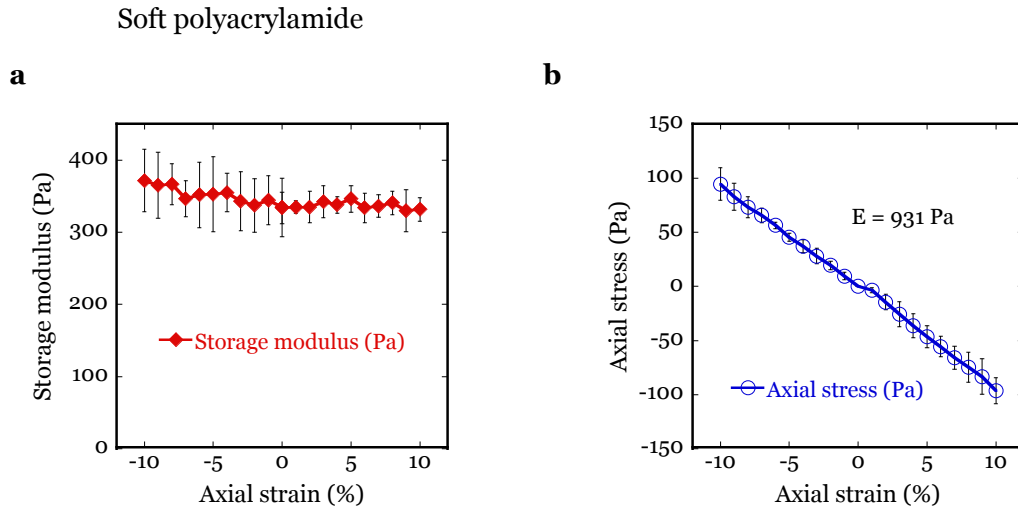 Soft polyacrylamide
a
b
Storage modulus (Pa)
400
300
300
100
0
-10
-5
0
5
10
Axial strain (%)
Storage modulus (Pa)
Axial stress (Pa)
150
100
50
0
-50
-100
-150
-10
-5
0
5
10
Axial strain (%)
E = 931 Pa
Axial stress (Pa)